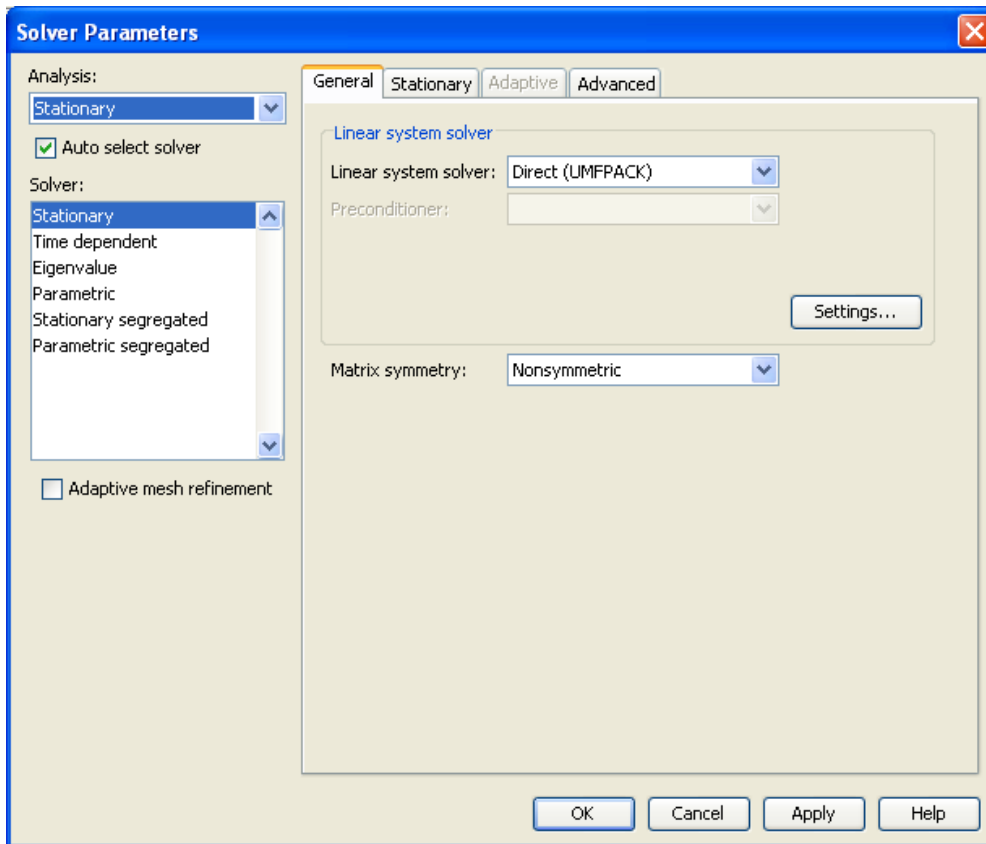 Solver Parameters
Analysis:
Stationary
Auto select solver
Solver:
Stationary
Time dependent
Eigenvalue
Parametric
Stationary segregated
Parametric segregated
Adaptive mesh refinement
General Stationary Adaptive Advanced
Linear system solver
Linear system solver: Direct (UMFPACK)
Preconditioner:
Settings...
Matrix symmetry: Nonsymmetric
OK Cancel Apply Help